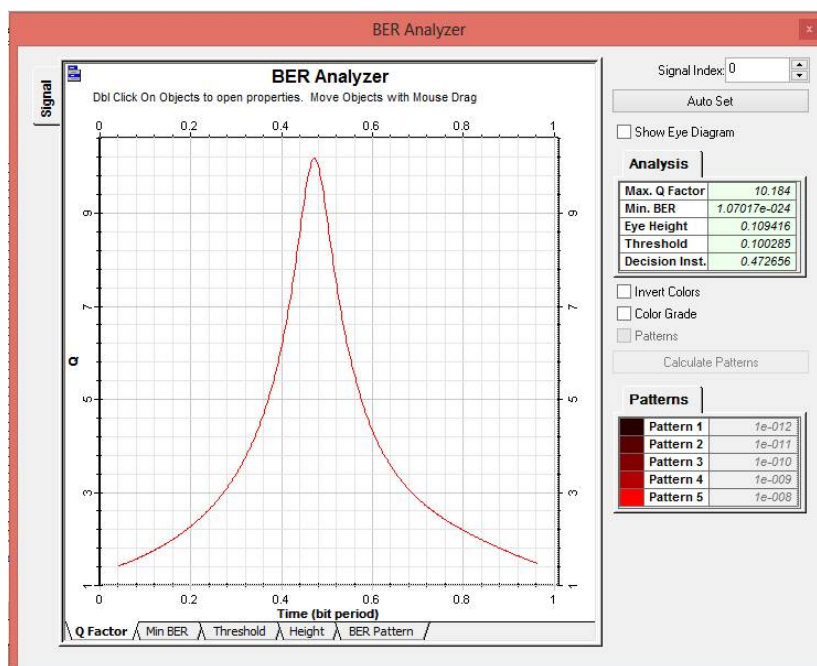 BER Analyzer
x
Signal
BER Analyzer
Dbl Click On Objects to open properties. Move Objects with Mouse Drag
0 0.2 0.4 0.6 0.8 1
9 9
7 7
Q
5 5
3 3
1 1
0 0.2 0.4 0.6 0.8 1
Time (bit period)
Q Factor Min BER Threshold Height BER Pattern
Signal Index: 0
Auto Set
Show Eye Diagram
Analysis
Max. Q Factor 10.184
Min. BER 1.07017e-024
Eye Height 0.109416
Threshold 0.100285
Decision Inst. 0.472656
Invert Colors
Color Grade
Patterns
Calculate Patterns
Patterns
Pattern 1 1e-012
Pattern 2 1e-011
Pattern 3 1e-010
Pattern 4 1e-009
Pattern 5 1e-008